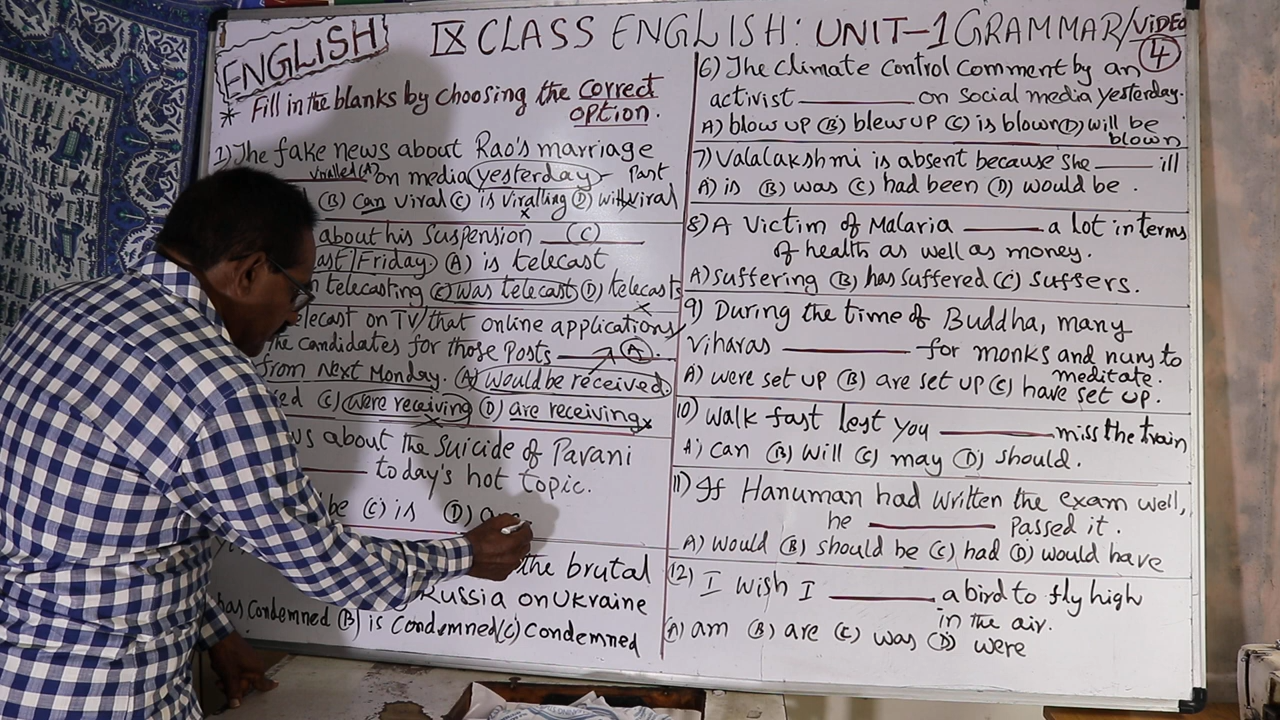 ENGLISH
IX CLASS ENGLISH: UNIT-1 GRAMMAR/VIDEO 4
* Fill in the blanks by choosing the correct
option.
1) The fake news about Rao's marriage
viralled (A) on media yesterday - Past
(B) can viral (C) is viralling (D) will viral
about his suspension (C)
Last Friday. (A) is telecast
telecasting (C) was telecast (D) telecasts
telecast on TV that online applications
the candidates for those posts (A)
from next Monday. (A) would be received
(C) were receiving (D) are receiving
about the suicide of Pavani
today's hot topic.
be (C) is (D)
the brutal
Russia on Ukraine
has condemned (B) is condemned (C) condemned
6) The climate control comment by an
activist ________ on social media yesterday.
A) blow up (B) blew up (C) is blown (D) will be
blown
7) Valalakshmi is absent because she ____ ill
A) is (B) was (C) had been (D) would be.
8) A victim of Malaria ______ a lot in terms
of health as well as money.
A) suffering (B) has suffered (C) suffers.
9) During the time of Buddha, many
viharas ________ for monks and nuns to
meditate.
A) were set up (B) are set up (C) have set up.
10) Walk fast lest you ________ miss the train
A) can (B) will (C) may (D) should.
11) If Hanuman had written the exam well,
he ________ passed it.
A) would (B) should be (C) had (D) would have
(12) I wish I ________ a bird to fly high
in the air.
(A) am (B) are (C) was (D) were